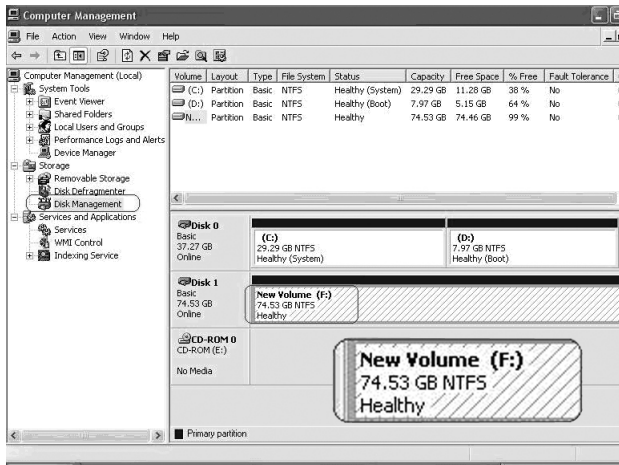 Computer Management
File Action View Window Help
Computer Management (Local)
System Tools
Event Viewer
Shared Folders
Local Users and Groups
Performance Logs and Alerts
Device Manager
Storage
Removable Storage
Disk Defragmenter
Disk Management
Services and Applications
Services
WMI Control
Indexing Service
Volume Layout Type File System Status Capacity Free Space % Free Fault Tolerance
(C:) Partition Basic NTFS Healthy (System) 29.29 GB 11.28 GB 38 % No
(D:) Partition Basic NTFS Healthy (Boot) 7.97 GB 5.15 GB 64 % No
N... Partition Basic NTFS Healthy 74.53 GB 74.46 GB 99 % No
Disk 0
Basic
37.27 GB
Online
(C:)
29.29 GB NTFS
Healthy (System)
(D:)
7.97 GB NTFS
Healthy (Boot)
Disk 1
Basic
74.53 GB
Online
New Volume (F:)
74.53 GB NTFS
Healthy
CD-ROM 0
CD-ROM (E:)
No Media
New Volume (F:)
74.53 GB NTFS
Healthy
Primary partition